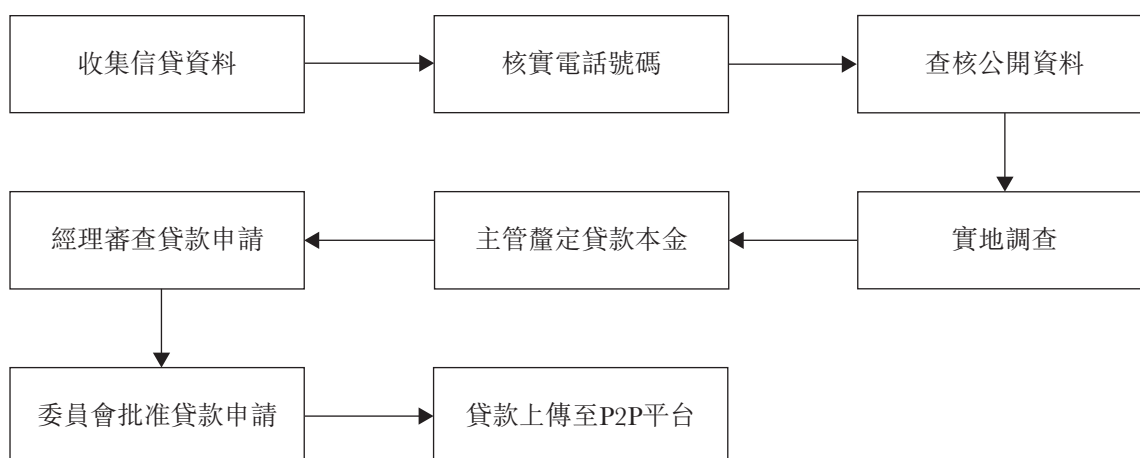 收集信貸資料
核實電話號碼
查核公開資料
實地調查
主管釐定貸款本金
經理審查貸款申請
委員會批准貸款申請
貸款上傳至P2P平台